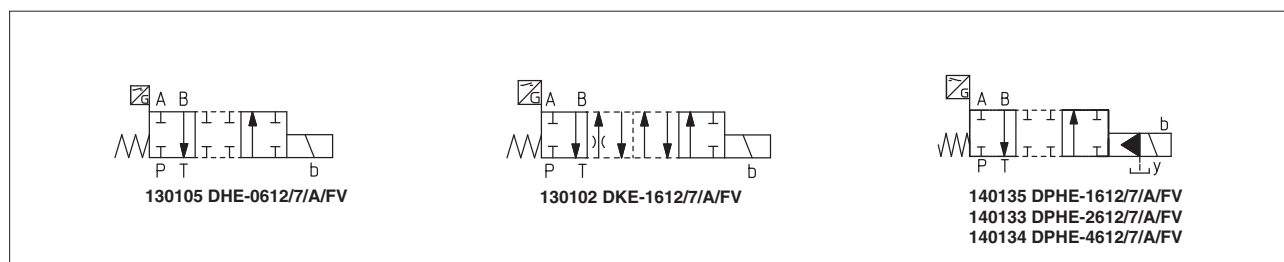 G A B
P T b
130105 DHE-0612/7/A/FV
G A B
P T b
130102 DKE-1612/7/A/FV
G A B b
P T y
140135 DPHE-1612/7/A/FV
140133 DPHE-2612/7/A/FV
140134 DPHE-4612/7/A/FV